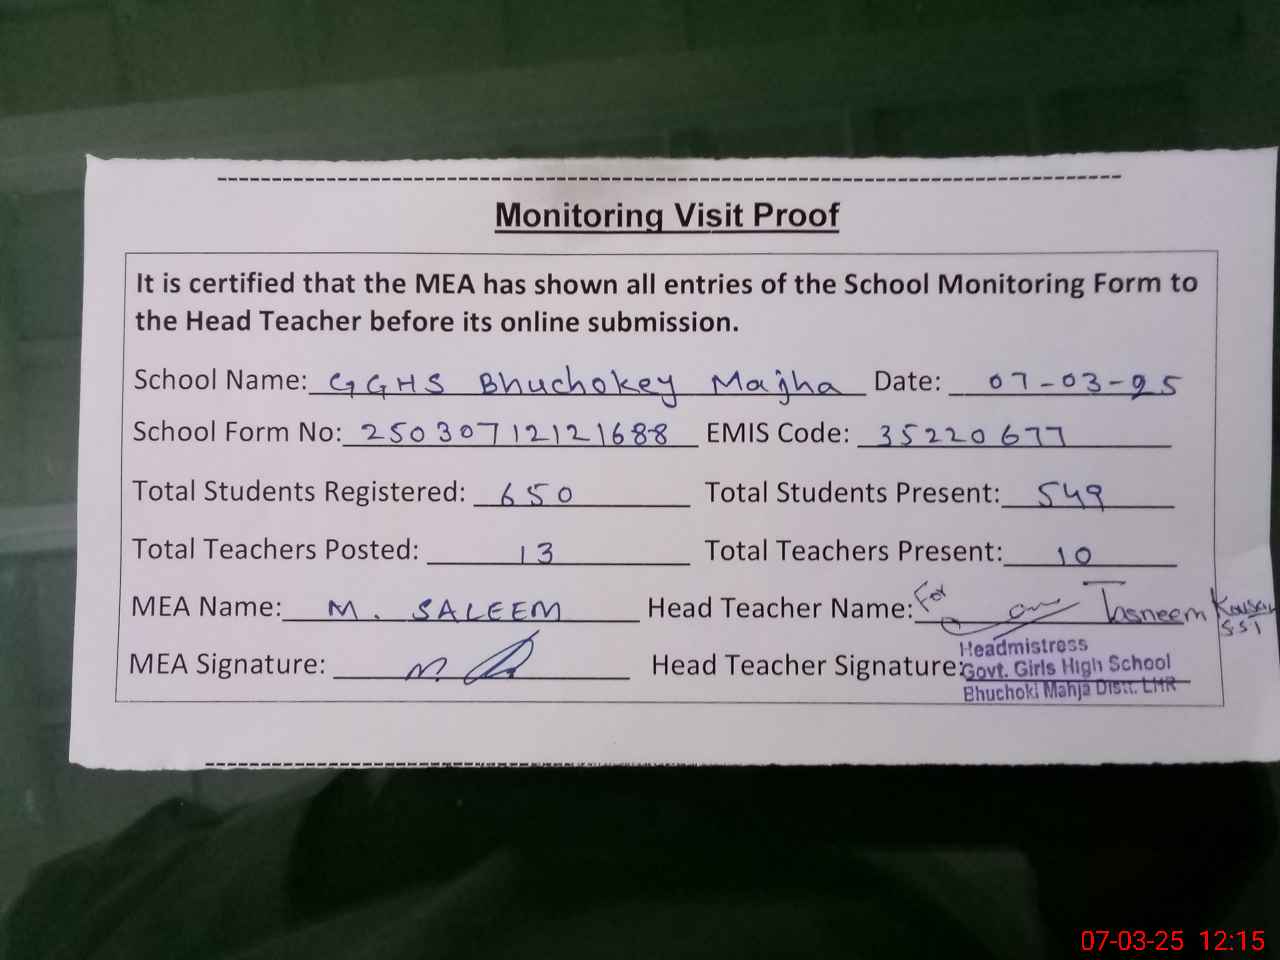 Monitoring Visit Proof
It is certified that the MEA has shown all entries of the School Monitoring Form to
the Head Teacher before its online submission.
School Name: GGHS Bhuchokey Majha Date: 07-03-25
School Form No: 25030712121688 EMIS Code: 35220677
Total Students Registered: 650 Total Students Present: 549
Total Teachers Posted: 13 Total Teachers Present: 10
MEA Name: M. SALEEM Head Teacher Name: For Tasneem Kousar
SST
MEA Signature: Head Teacher Signature:
Headmistress
Govt. Girls High School
Bhuchoki Mahja Distt. LHR
07-03-25 12:15